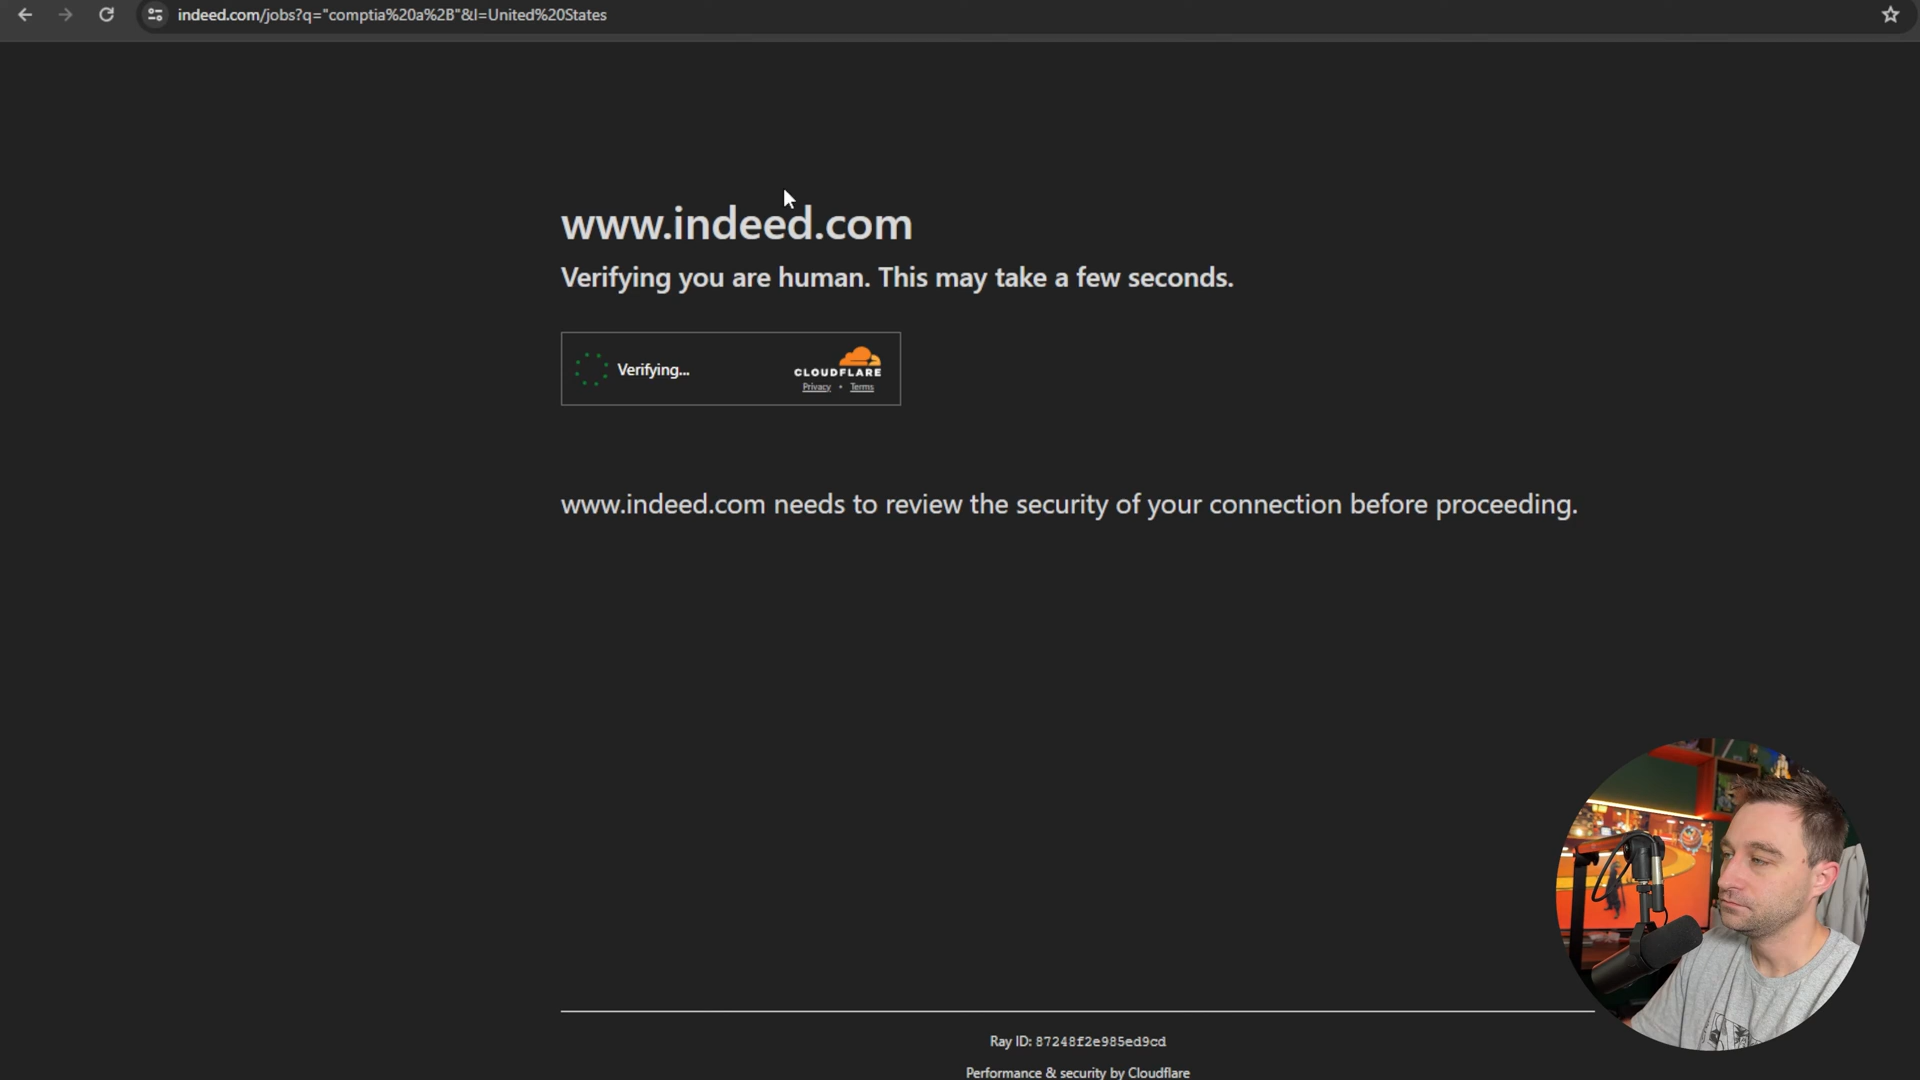 indeed.com/jobs?q="comptia%20a%2B"&l=United%20States
www.indeed.com
Verifying you are human. This may take a few seconds.
Verifying...
CLOUDFLARE
Privacy • Terms
www.indeed.com needs to review the security of your connection before proceeding.
Ray ID: 87248f2e985ed9cd
Performance & security by Cloudflare